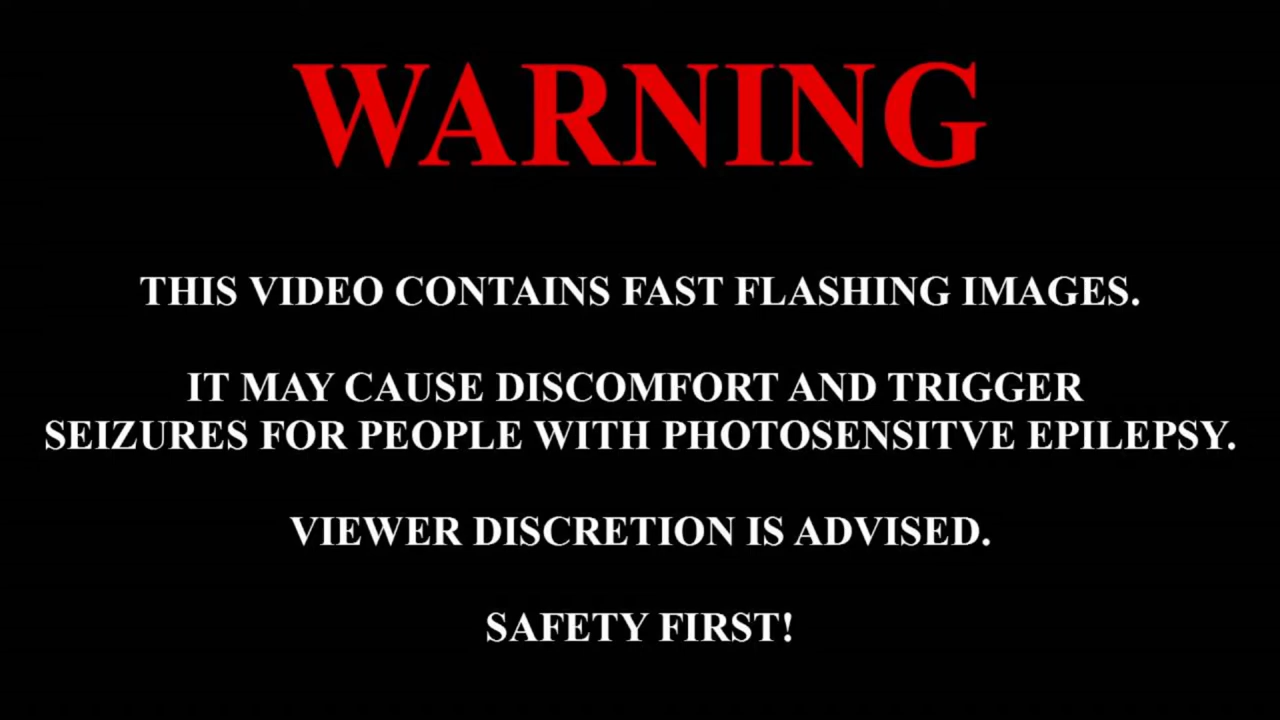 WARNING
THIS VIDEO CONTAINS FAST FLASHING IMAGES.
IT MAY CAUSE DISCOMFORT AND TRIGGER
SEIZURES FOR PEOPLE WITH PHOTOSENSITVE EPILEPSY.
VIEWER DISCRETION IS ADVISED.
SAFETY FIRST!